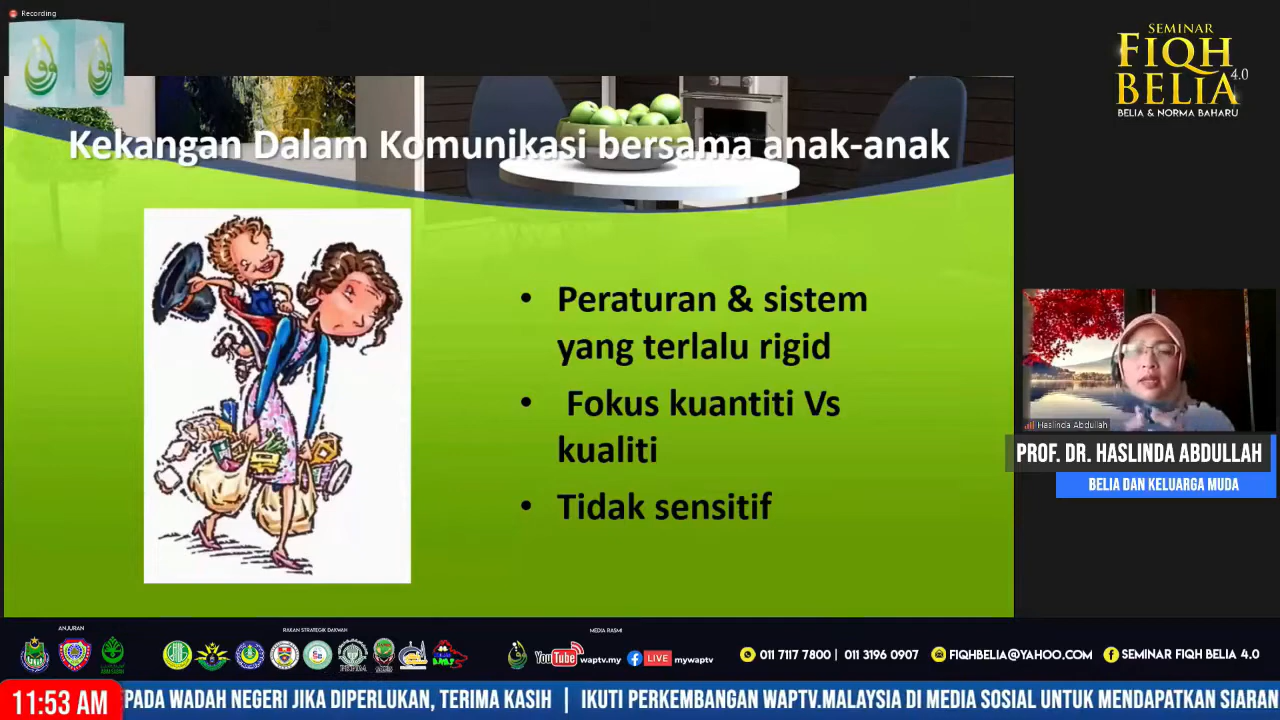 Recording
SEMINAR
FIQH
BELIA 4.0
BELIA & NORMA BAHARU
Kekangan Dalam Komunikasi bersama anak-anak
• Peraturan & sistem
yang terlalu rigid
• Fokus kuantiti Vs
kualiti
• Tidak sensitif
Haslinda Abdullah
PROF. DR. HASLINDA ABDULLAH
BELIA DAN KELUARGA MUDA
ANJURAN
RAKAN STRATEGIK DAKWAH
MEDIA RASMI
YouTube waptv.my
LIVE mywaptv
011 7117 7800 | 011 3196 0907
FIQHBELIA@YAHOO.COM
SEMINAR FIQH BELIA 4.0
11:53 AM
EPADA WADAH NEGERI JIKA DIPERLUKAN, TERIMA KASIH | IKUTI PERKEMBANGAN WAPTV.MALAYSIA DI MEDIA SOSIAL UNTUK MENDAPATKAN SIARAN